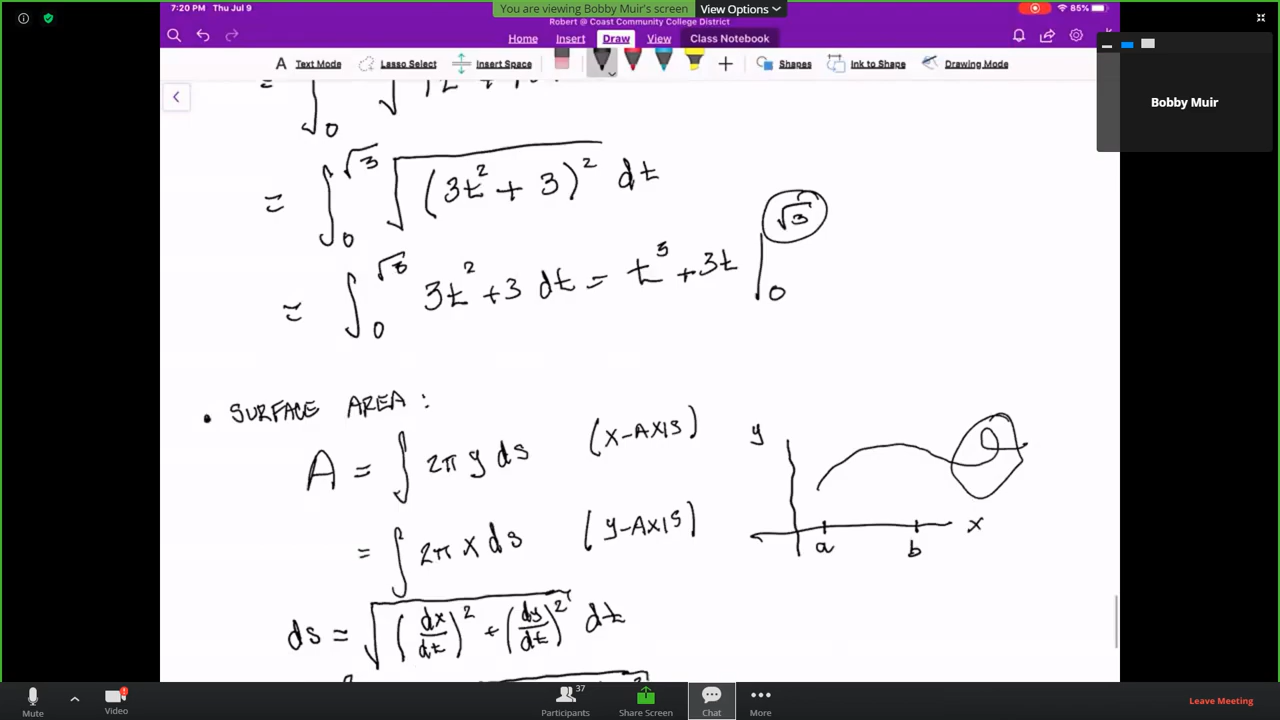 7:20 PM Thu Jul 9
You are viewing Bobby Muir's screen View Options
85%
Robert @ Coast Community College District
Home Insert Draw View Class Notebook
A Text Mode Lasso Select Insert Space Shapes Ink to Shape Drawing Mode
Bobby Muir
= ∫₀^√3 √(3t² + 3)² dt
= ∫₀^√3 3t² + 3 dt = t³ + 3t |₀^√3
• SURFACE AREA:
A = ∫ 2π y ds (X-AXIS)
= ∫ 2π x ds (y-AXIS)
y
x
a b
ds = √((dx/dt)² + (dy/dt)²) dt
Mute Video Participants 37 Share Screen Chat More Leave Meeting